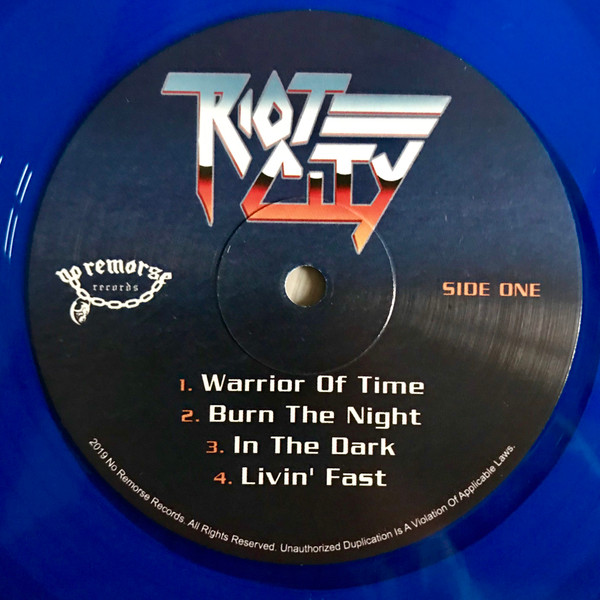 RIOT
CITY
no remorse
records
SIDE ONE
1. Warrior Of Time
2. Burn The Night
3. In The Dark
4. Livin' Fast
2019 No Remorse Records. All Rights Reserved. Unauthorized Duplication Is A Violation Of Applicable Laws.